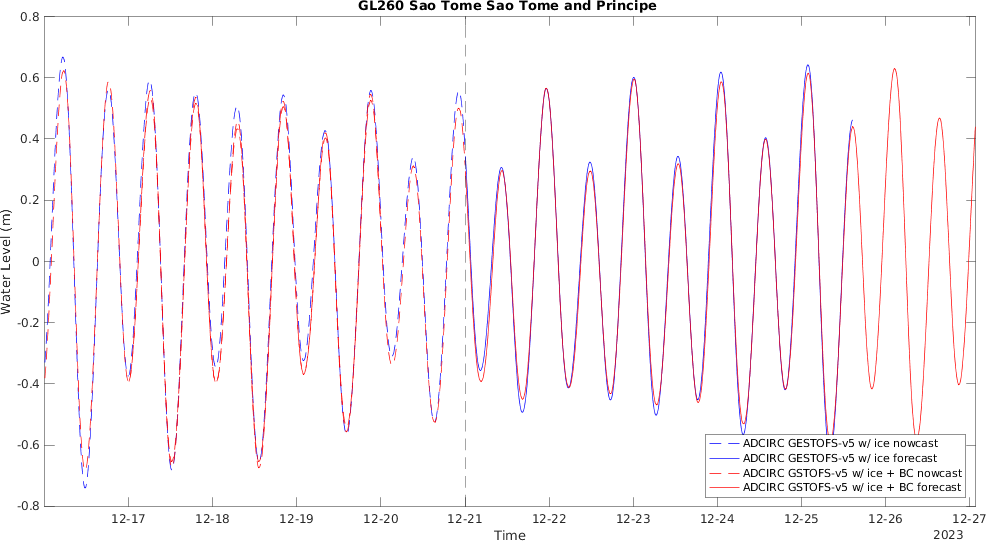 GL260 Sao Tome Sao Tome and Principe
0.8
0.6
0.4
0.2
0
-0.2
-0.4
-0.6
-0.8
Water Level (m)
ADCIRC GESTOFS-v5 w/ ice nowcast
ADCIRC GESTOFS-v5 w/ ice forecast
ADCIRC GSTOFS-v5 w/ ice + BC nowcast
ADCIRC GSTOFS-v5 w/ ice + BC forecast
12-17 12-18 12-19 12-20 12-21 12-22 12-23 12-24 12-25 12-26 12-27
Time
2023